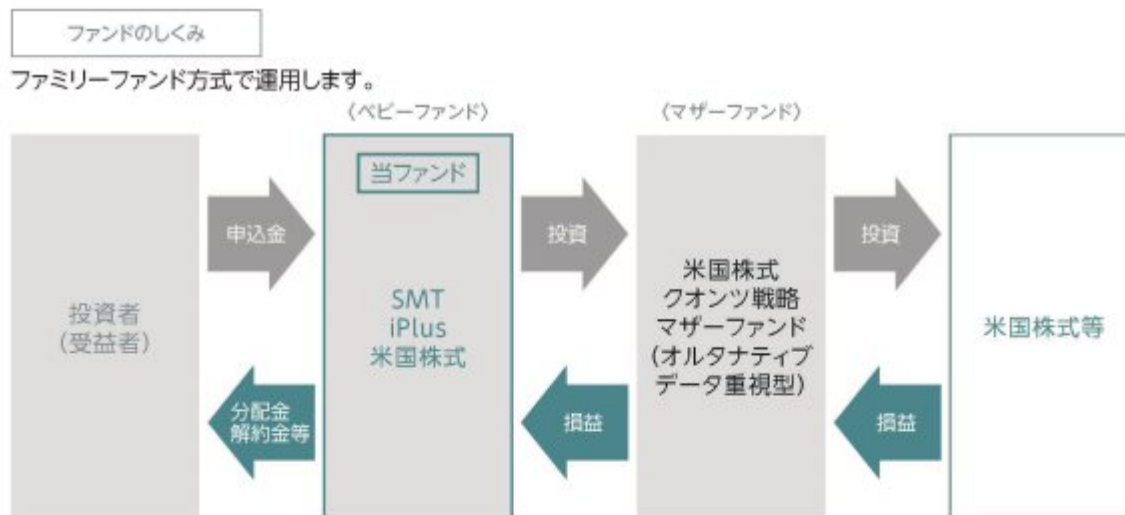 ファンドのしくみ
ファミリーファンド方式で運用します。
〈ベビーファンド〉
〈マザーファンド〉
投資者
(受益者)
申込金
分配金
解約金等
当ファンド
SMT
iPlus
米国株式
投資
損益
米国株式
クオンツ戦略
マザーファンド
(オルタナティブ
データ重視型)
投資
損益
米国株式等